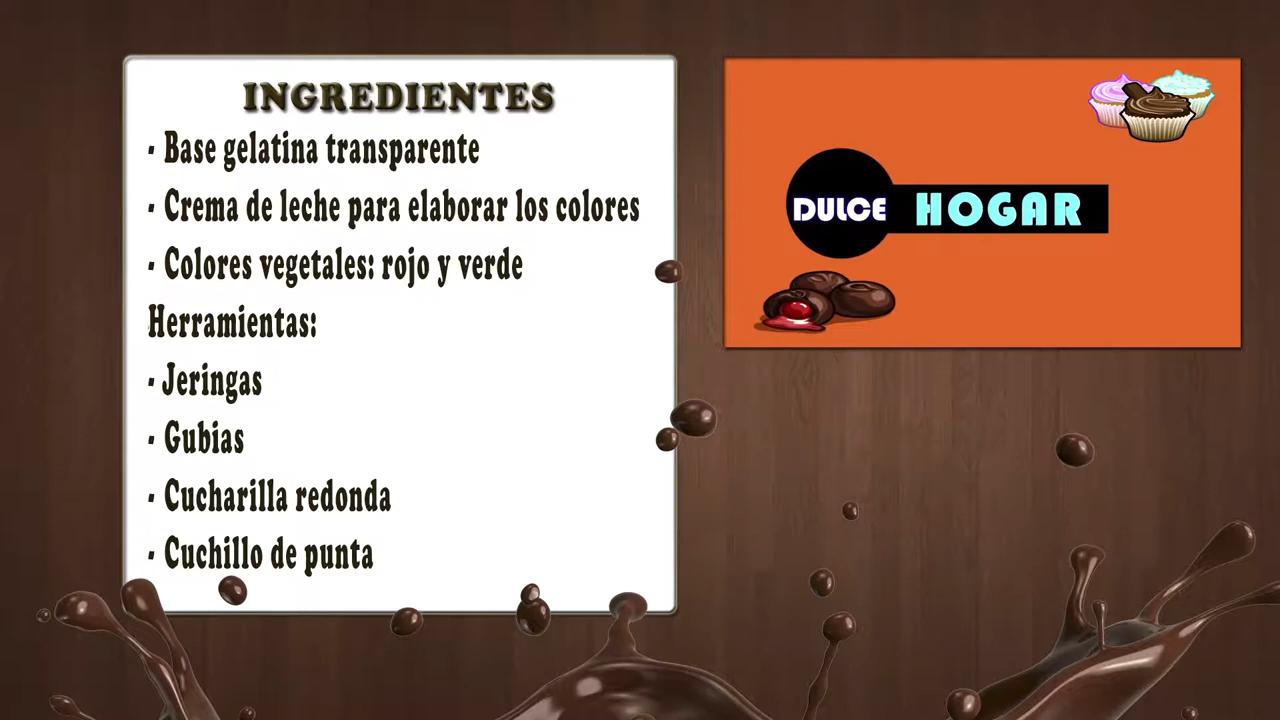 INGREDIENTES
· Base gelatina transparente
· Crema de leche para elaborar los colores
· Colores vegetales: rojo y verde
Herramientas:
· Jeringas
· Gubias
· Cucharilla redonda
· Cuchillo de punta
DULCE HOGAR